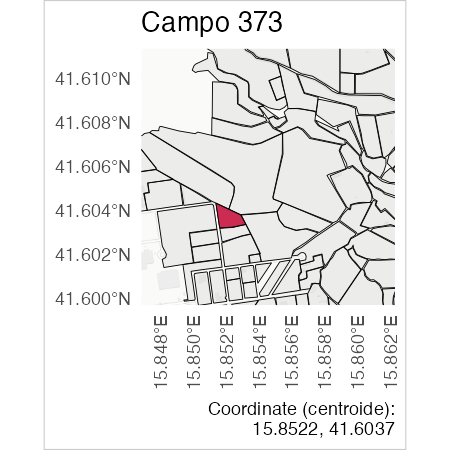 Campo 373
41.610°N
41.608°N
41.606°N
41.604°N
41.602°N
41.600°N
15.848°E
15.850°E
15.852°E
15.854°E
15.856°E
15.858°E
15.860°E
15.862°E
Coordinate (centroide):
15.8522, 41.6037